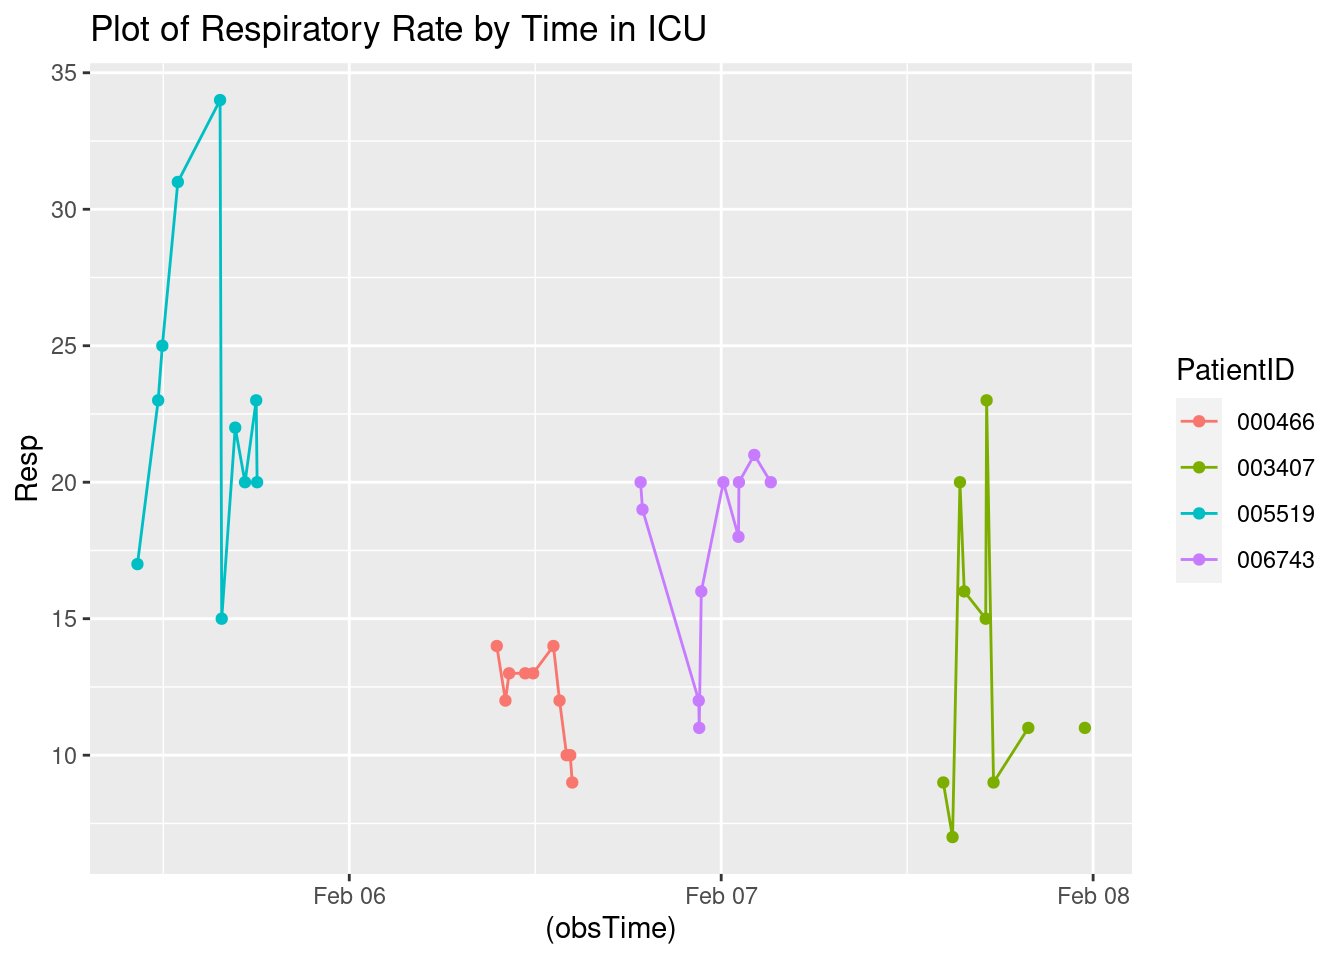 Plot of Respiratory Rate by Time in ICU
35
30
25
20
15
10
Resp
Feb 06
Feb 07
Feb 08
(obsTime)
PatientID
000466
003407
005519
006743